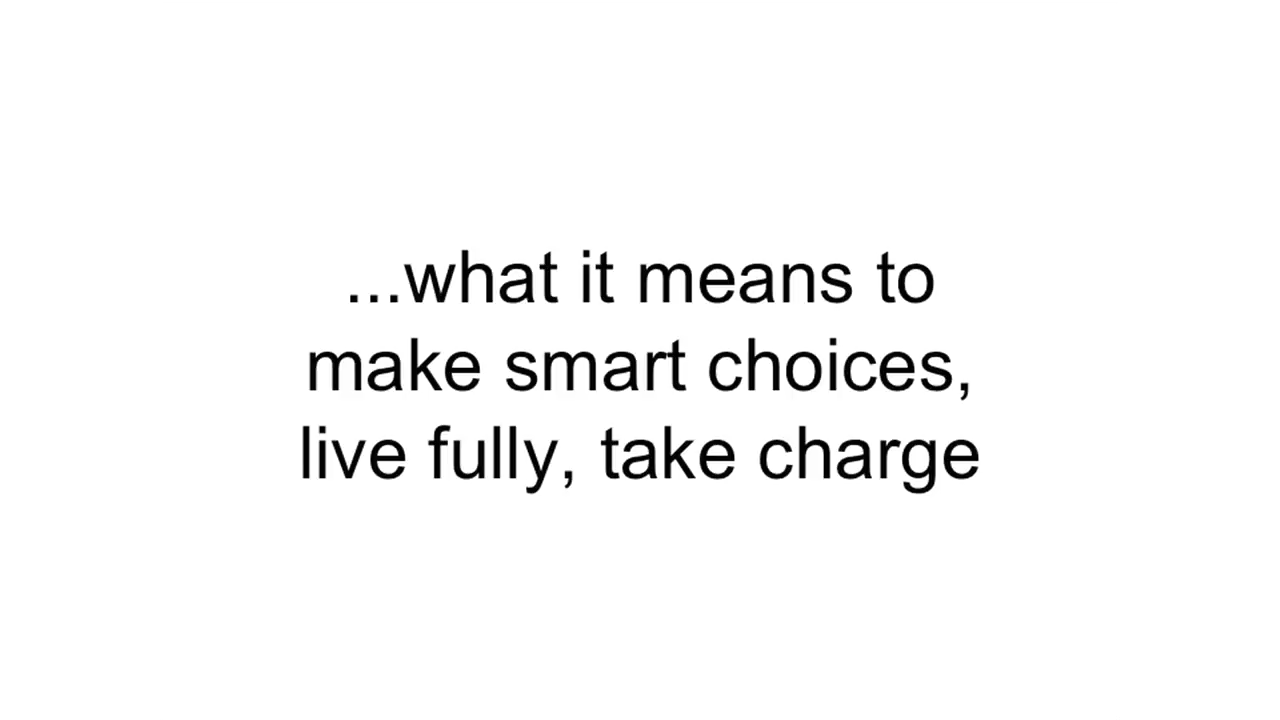 ...what it means to
make smart choices,
live fully, take charge